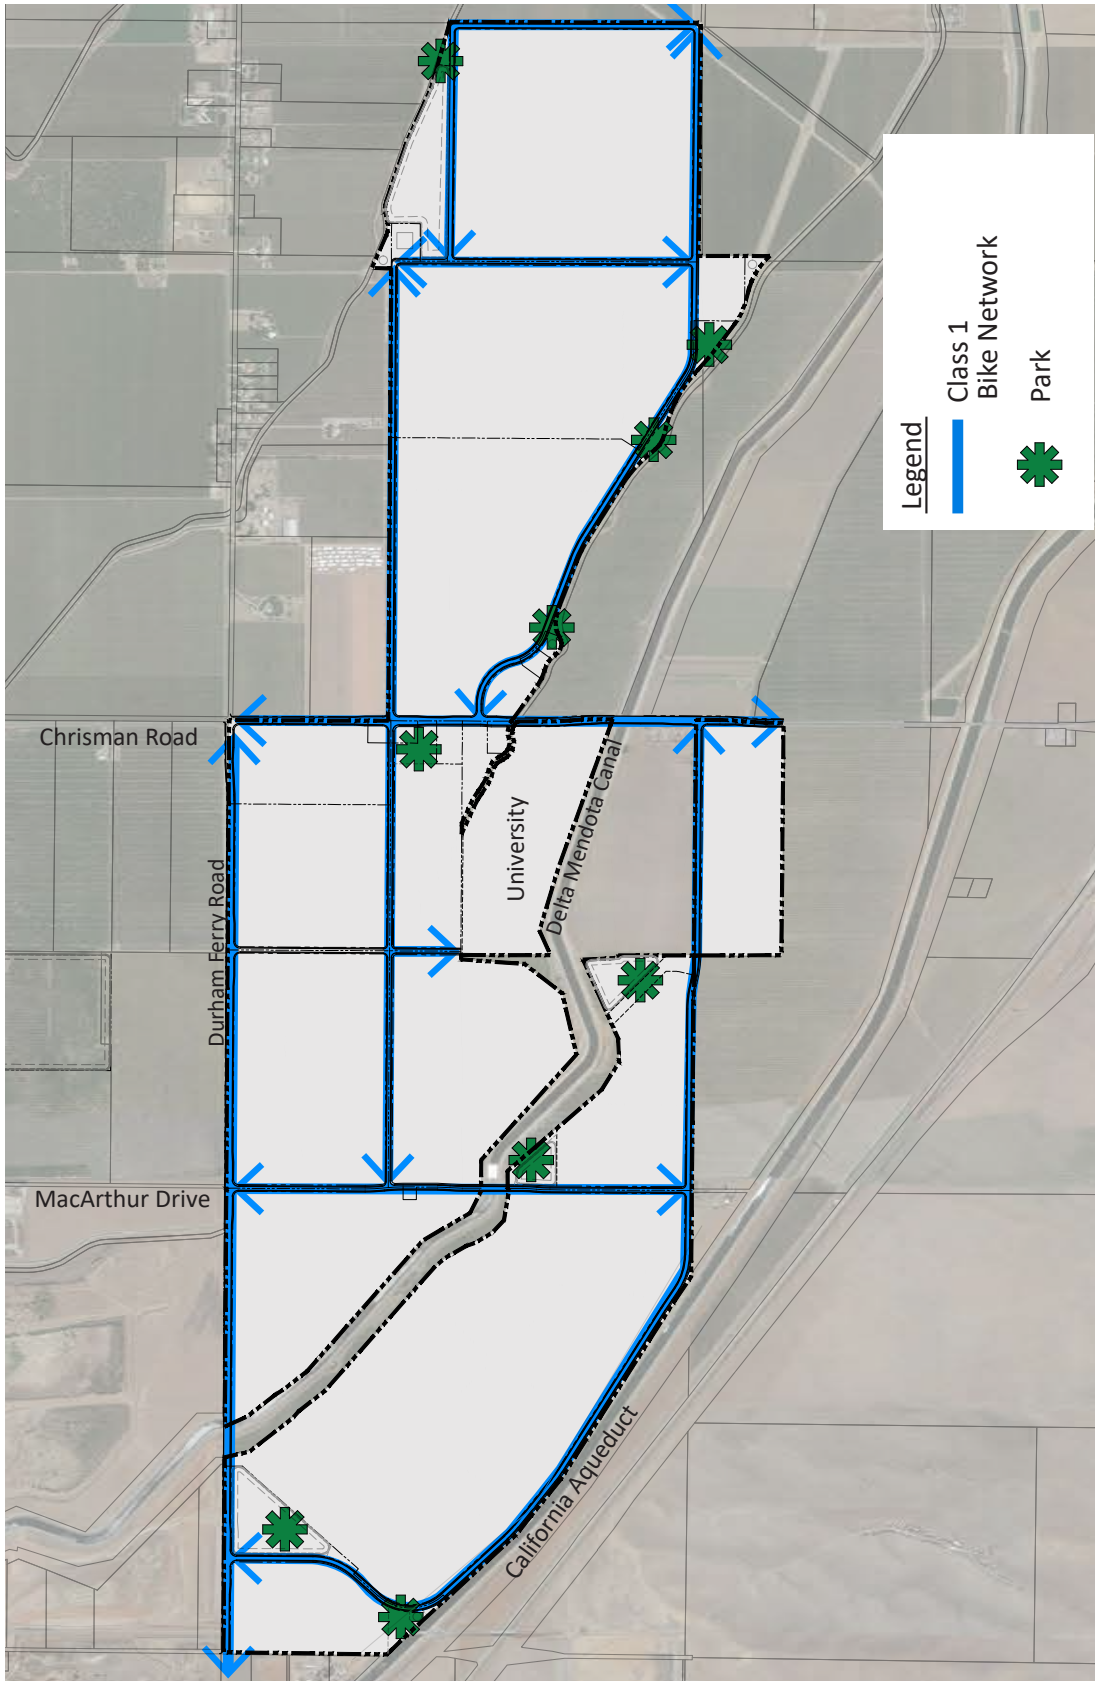 Chrisman Road
Durham Ferry Road
University
Delta Mendota Canal
MacArthur Drive
California Aqueduct
Legend
Class 1
Bike Network
Park